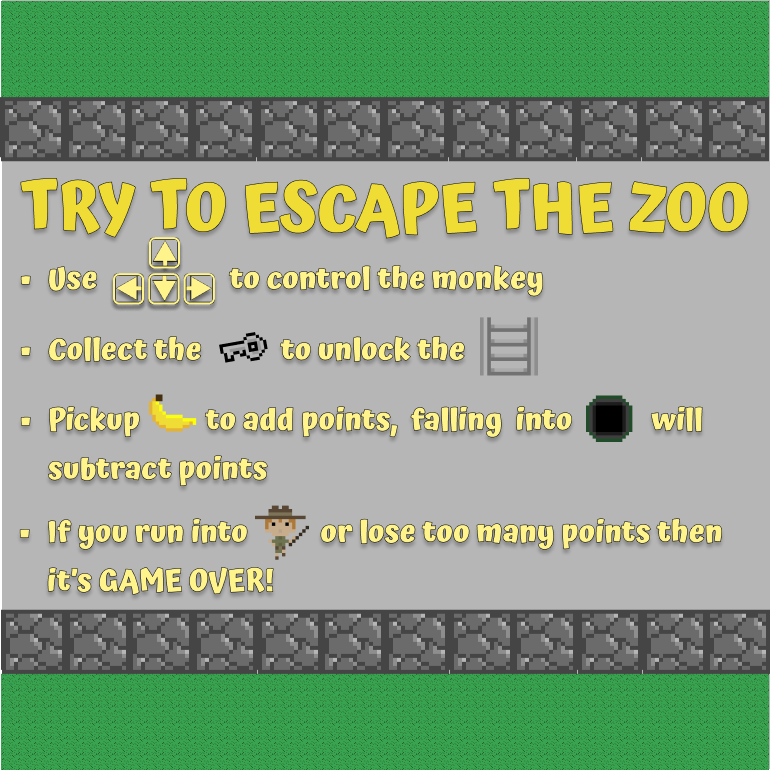 TRY TO ESCAPE THE ZOO
▪ Use to control the monkey
▪ Collect the to unlock the
▪ Pickup to add points, falling into will
subtract points
▪ If you run into or lose too many points then
it's GAME OVER!